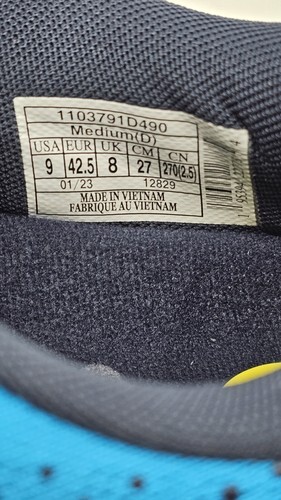 1103791D490
Medium(D)
USA EUR UK CM CN
9 42.5 8 27 270(2.5)
01/23 12829
MADE IN VIETNAM
FABRIQUE AU VIETNAM